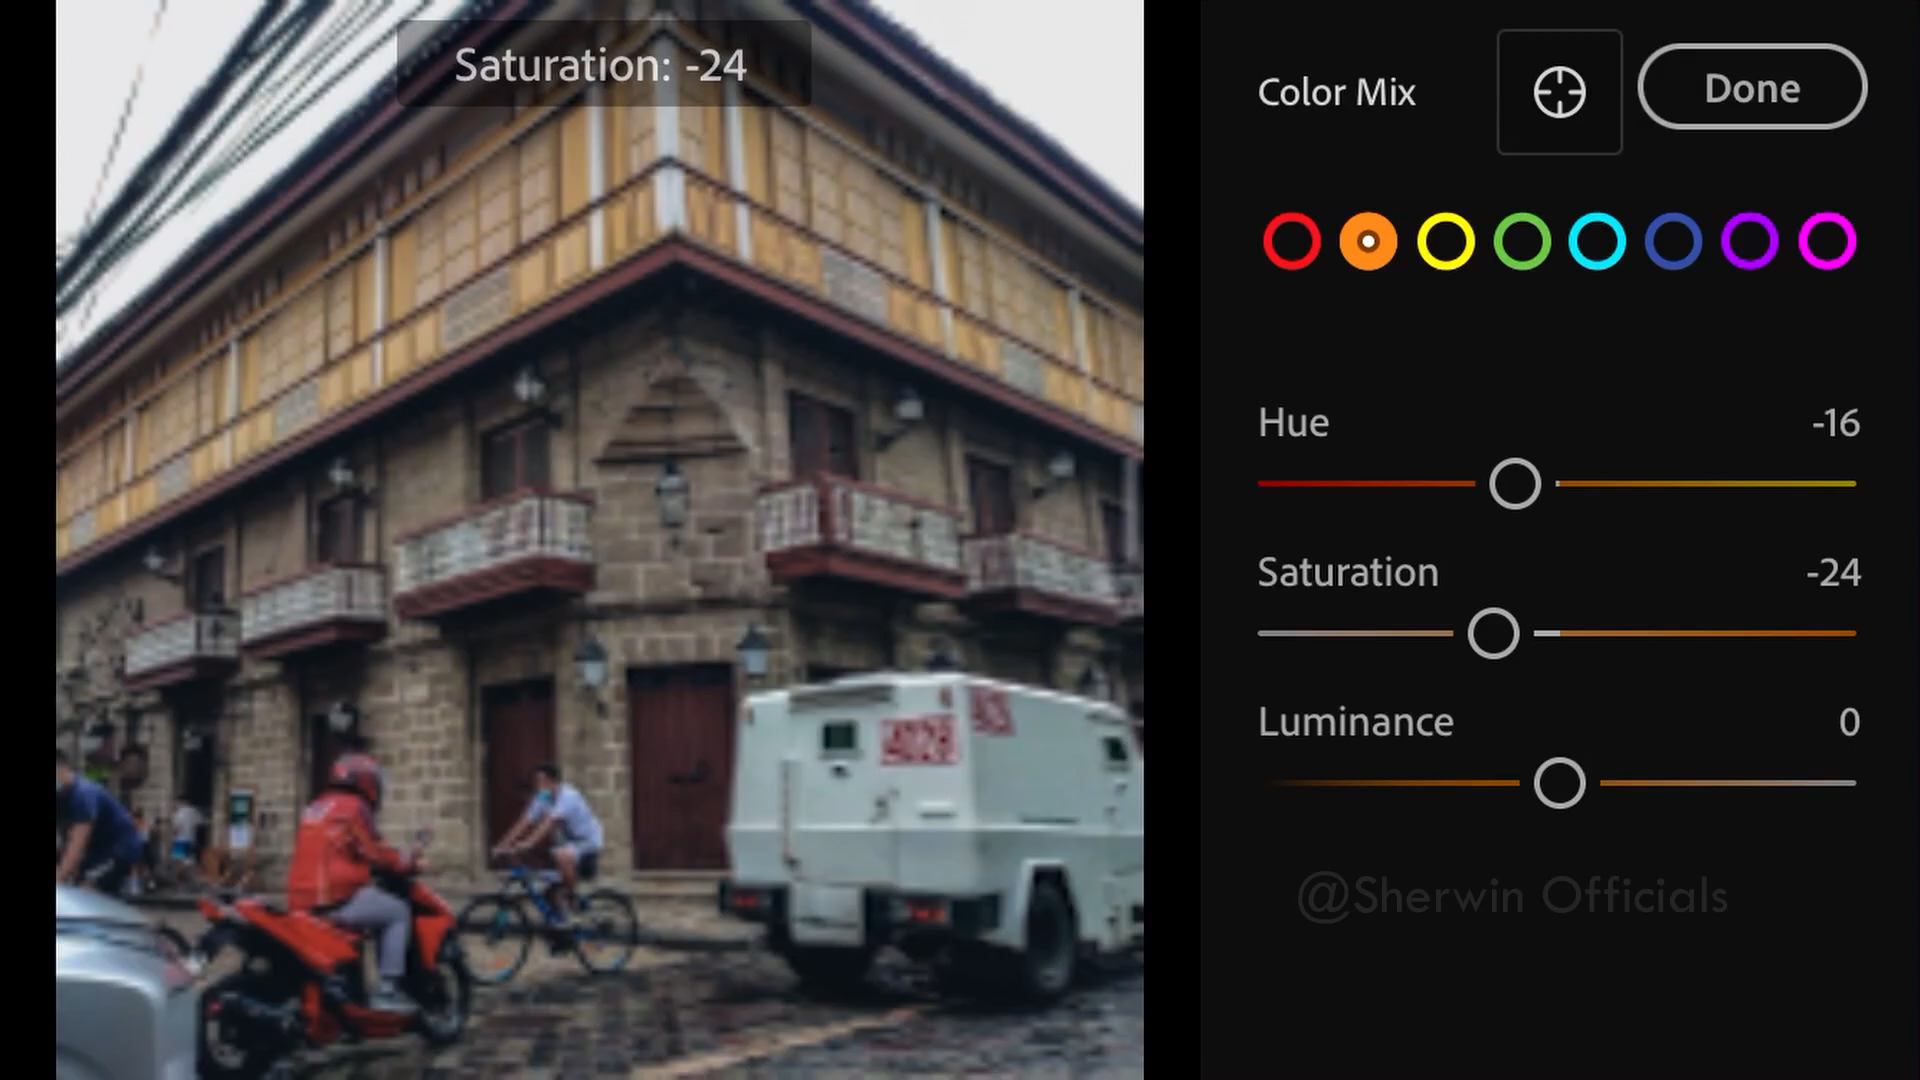 Saturation: -24
Color Mix
Done
Hue
-16
Saturation
-24
Luminance
0
@Sherwin Officials